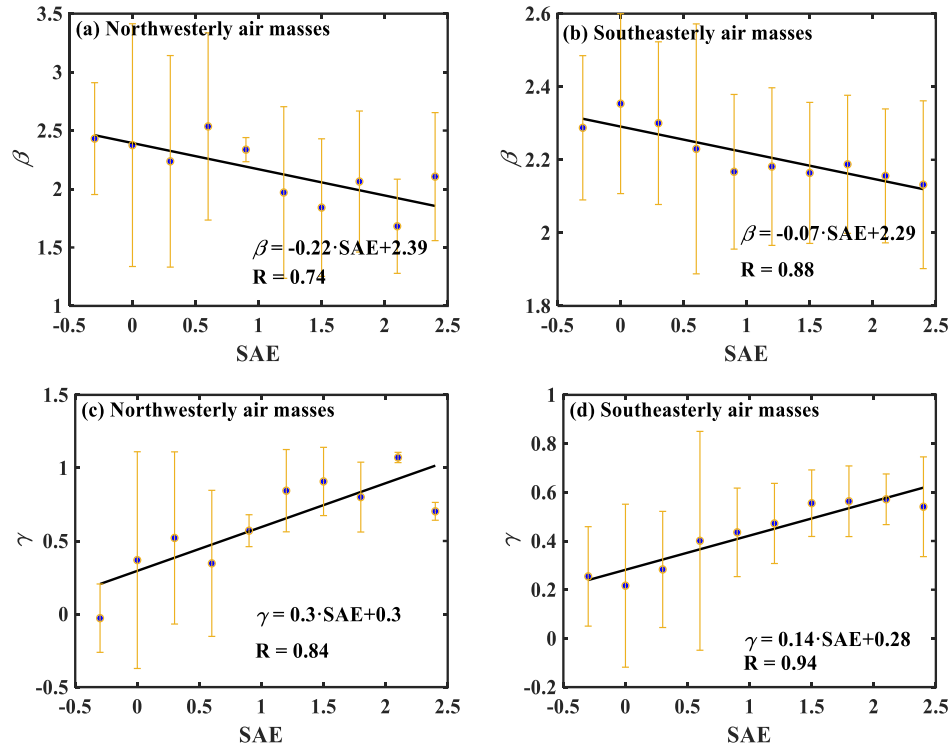 (a) Northwesterly air masses
3.5
3
2.5
2
1.5
1
β
β = -0.22·SAE+2.39
R = 0.74
-0.5 0 0.5 1 1.5 2 2.5
SAE
(b) Southeasterly air masses
2.6
2.4
2.2
2
1.8
β
β = -0.07·SAE+2.29
R = 0.88
-0.5 0 0.5 1 1.5 2 2.5
SAE
(c) Northwesterly air masses
1.5
1
0.5
0
-0.5
γ
γ = 0.3·SAE+0.3
R = 0.84
-0.5 0 0.5 1 1.5 2 2.5
SAE
(d) Southeasterly air masses
1
0.8
0.6
0.4
0.2
0
-0.2
γ
γ = 0.14·SAE+0.28
R = 0.94
-0.5 0 0.5 1 1.5 2 2.5
SAE